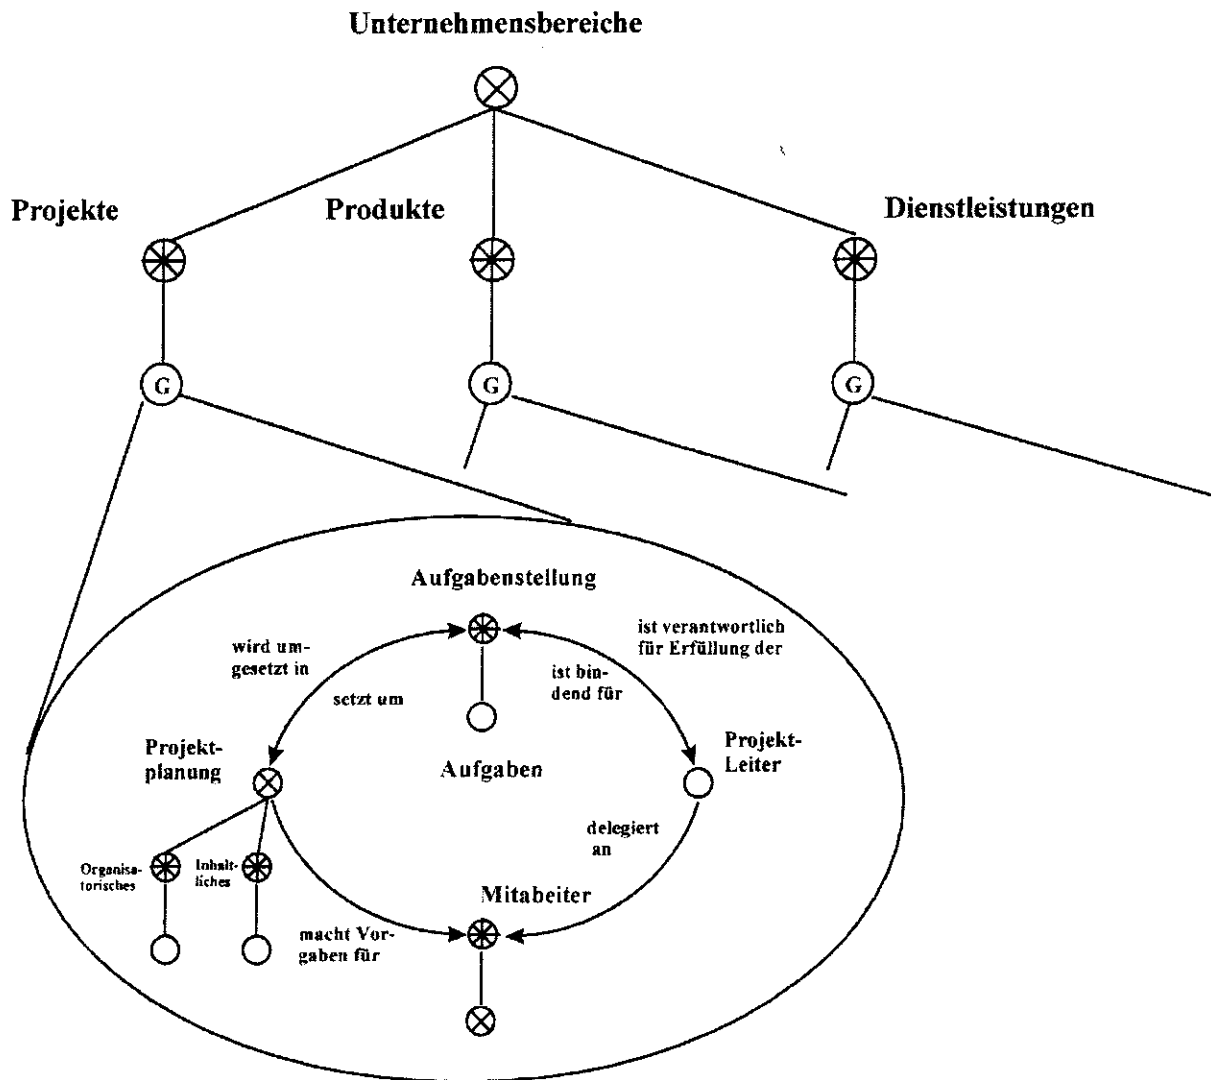 Unternehmensbereiche
Projekte
Produkte
Dienstleistungen
G
G
G
Aufgabenstellung
wird um-
gesetzt in
setzt um
ist verantwortlich
für Erfüllung der
ist bin-
dend für
Projekt-
planung
Aufgaben
Projekt-
Leiter
Organisa-
torisches
Inhalt-
liches
delegiert
an
Mitabeiter
macht Vor-
gaben für